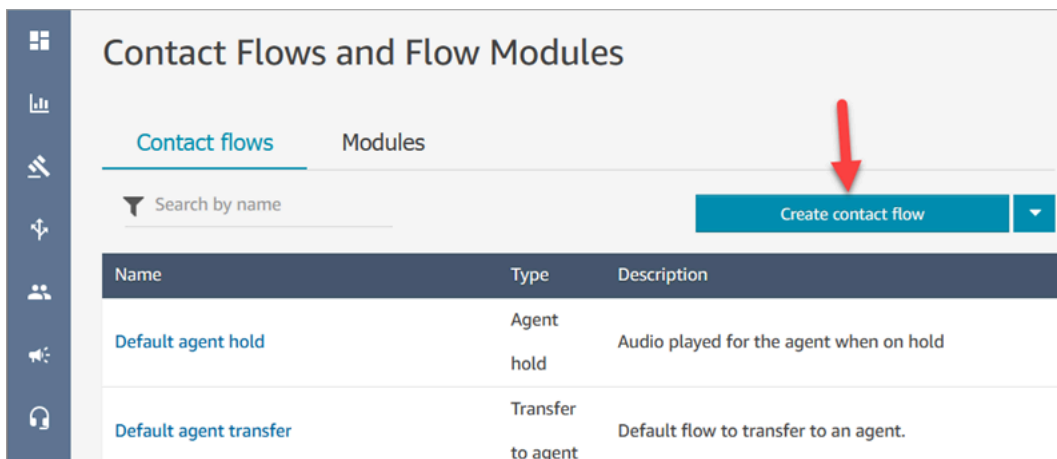 Contact Flows and Flow Modules
Contact flows Modules
Search by name
Create contact flow
Name Type Description
Default agent hold Agent hold Audio played for the agent when on hold
Default agent transfer Transfer to agent Default flow to transfer to an agent.